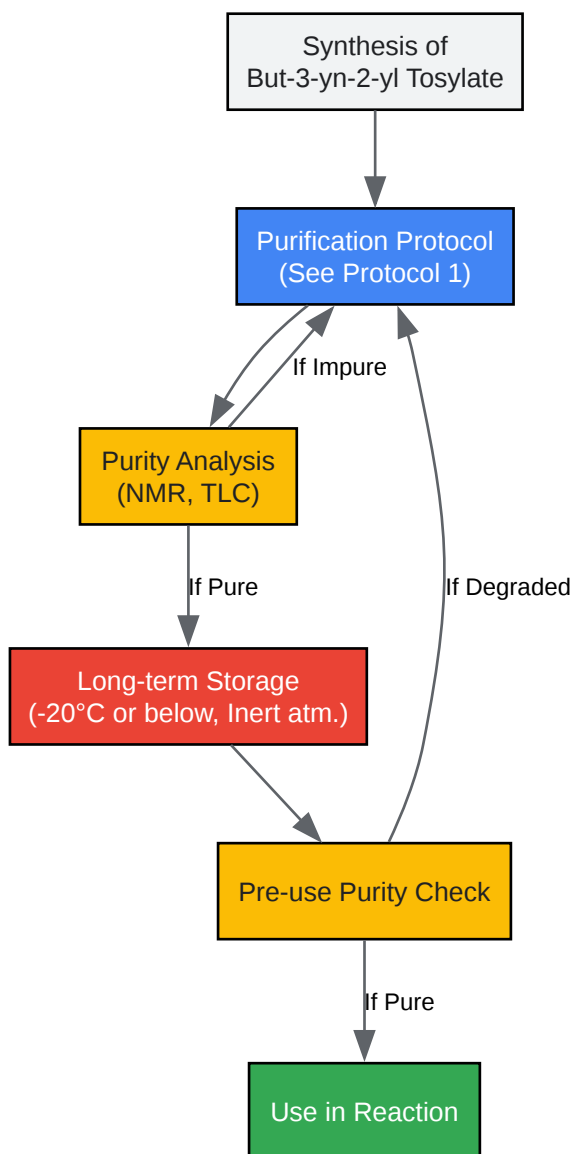 Synthesis of
But-3-yn-2-yl Tosylate
Purification Protocol
(See Protocol 1)
If Impure
Purity Analysis
(NMR, TLC)
If Pure
If Degraded
Long-term Storage
(-20°C or below, Inert atm.)
Pre-use Purity Check
If Pure
Use in Reaction